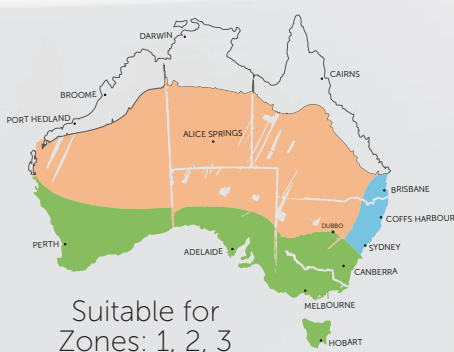 DARWIN
CAIRNS
BROOME
PORT HEDLAND
ALICE SPRINGS
BRISBANE
COFFS HARBOUR
DUBBO
PERTH
ADELAIDE
SYDNEY
CANBERRA
MELBOURNE
Suitable for
Zones: 1, 2, 3
HOBART